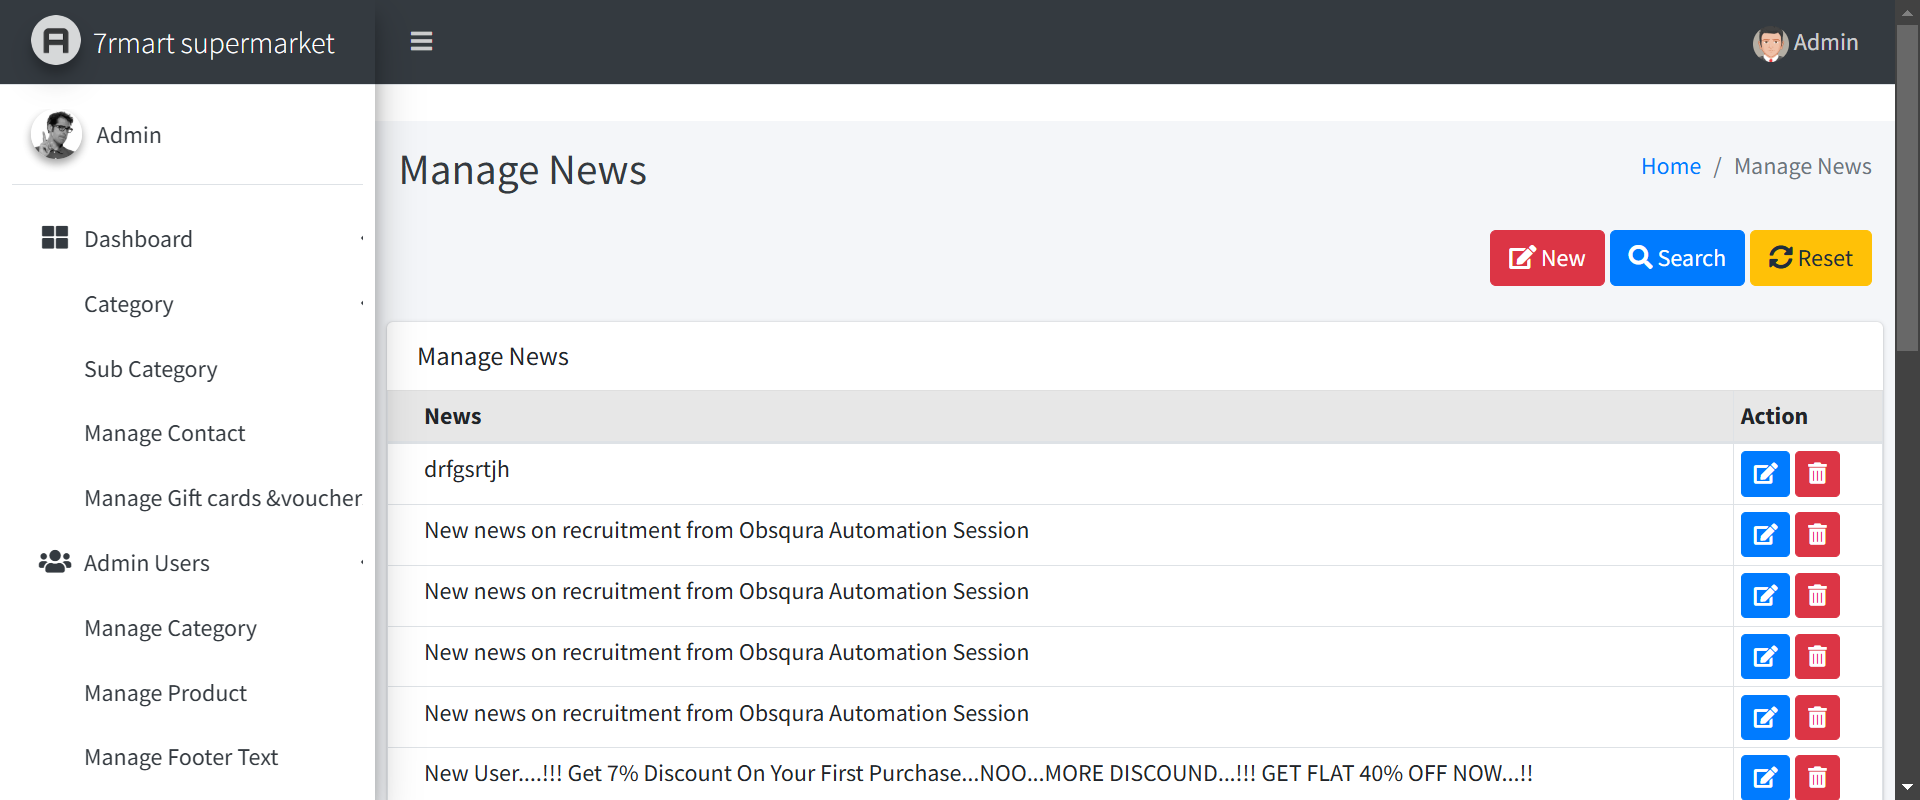 7rmart supermarket
Admin
Admin
Manage News
Home / Manage News
New Search Reset
Dashboard
Category
Sub Category
Manage Contact
Manage Gift cards &voucher
Admin Users
Manage Category
Manage Product
Manage Footer Text
Manage News
News Action
drfgsrtjh
New news on recruitment from Obsqura Automation Session
New news on recruitment from Obsqura Automation Session
New news on recruitment from Obsqura Automation Session
New news on recruitment from Obsqura Automation Session
New User....!!! Get 7% Discount On Your First Purchase...NOO...MORE DISCOUND...!!! GET FLAT 40% OFF NOW...!!